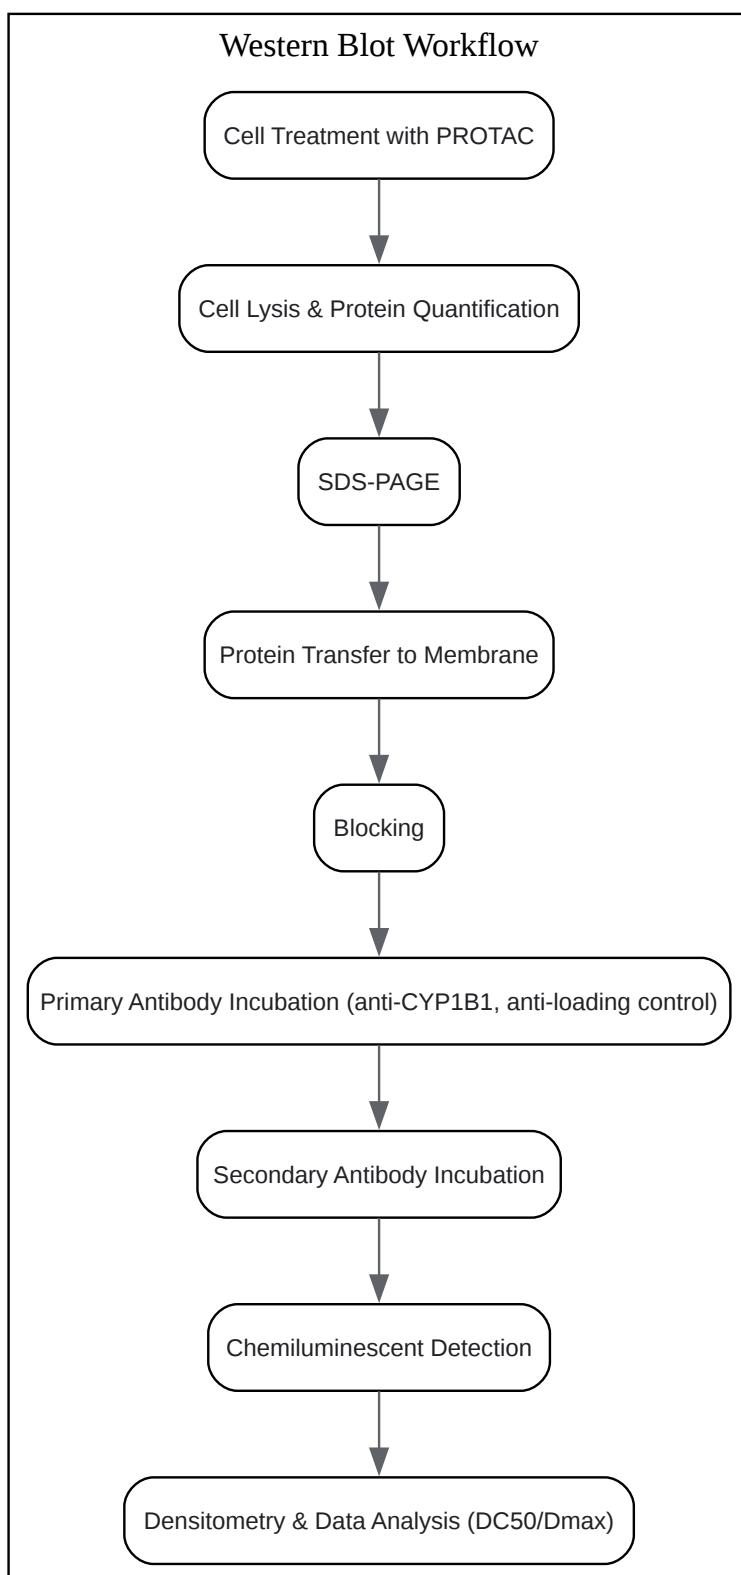 Western Blot Workflow
Cell Treatment with PROTAC
Cell Lysis & Protein Quantification
SDS-PAGE
Protein Transfer to Membrane
Blocking
Primary Antibody Incubation (anti-CYP1B1, anti-loading control)
Secondary Antibody Incubation
Chemiluminescent Detection
Densitometry & Data Analysis (DC50/Dmax)